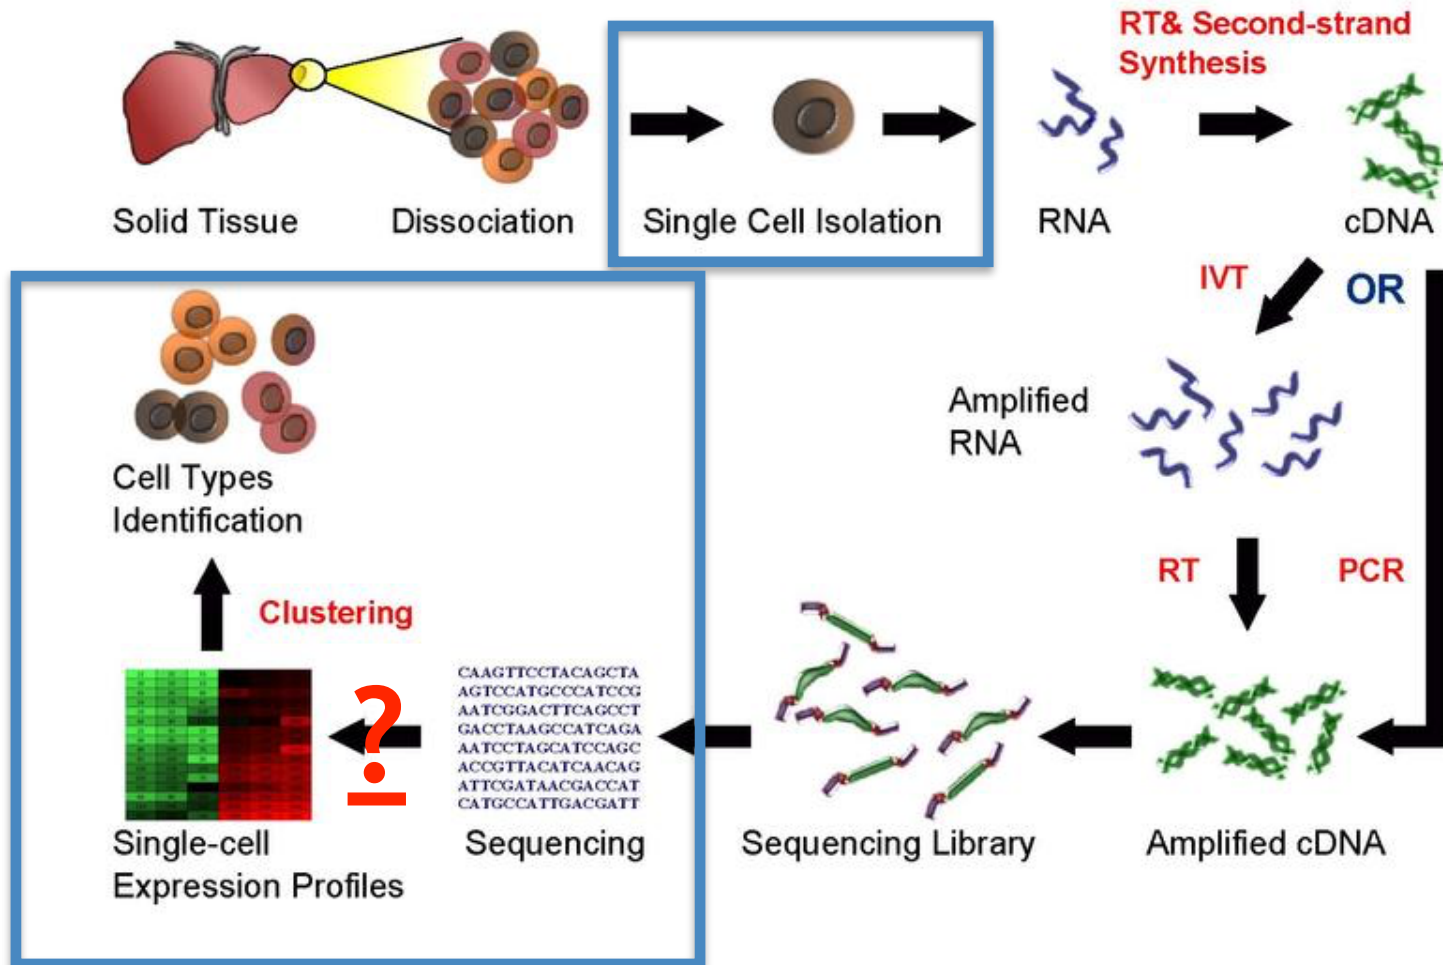 RT& Second-strand
Synthesis
Solid Tissue
Dissociation
Single Cell Isolation
RNA
cDNA
IVT
OR
Amplified
RNA
RT
PCR
Cell Types
Identification
Clustering
?
CAAGTTCCTACAGCTA
AGTCCATGCCCATCCG
AATCGGACTTCAGCCT
GACCTAAGCCATCAGA
AATCCTAGCATCCAGC
ACCGTTACATCAACAG
ATTCGATAACGACCAT
CATGCCATTGACGATT
Single-cell
Expression Profiles
Sequencing
Sequencing Library
Amplified cDNA